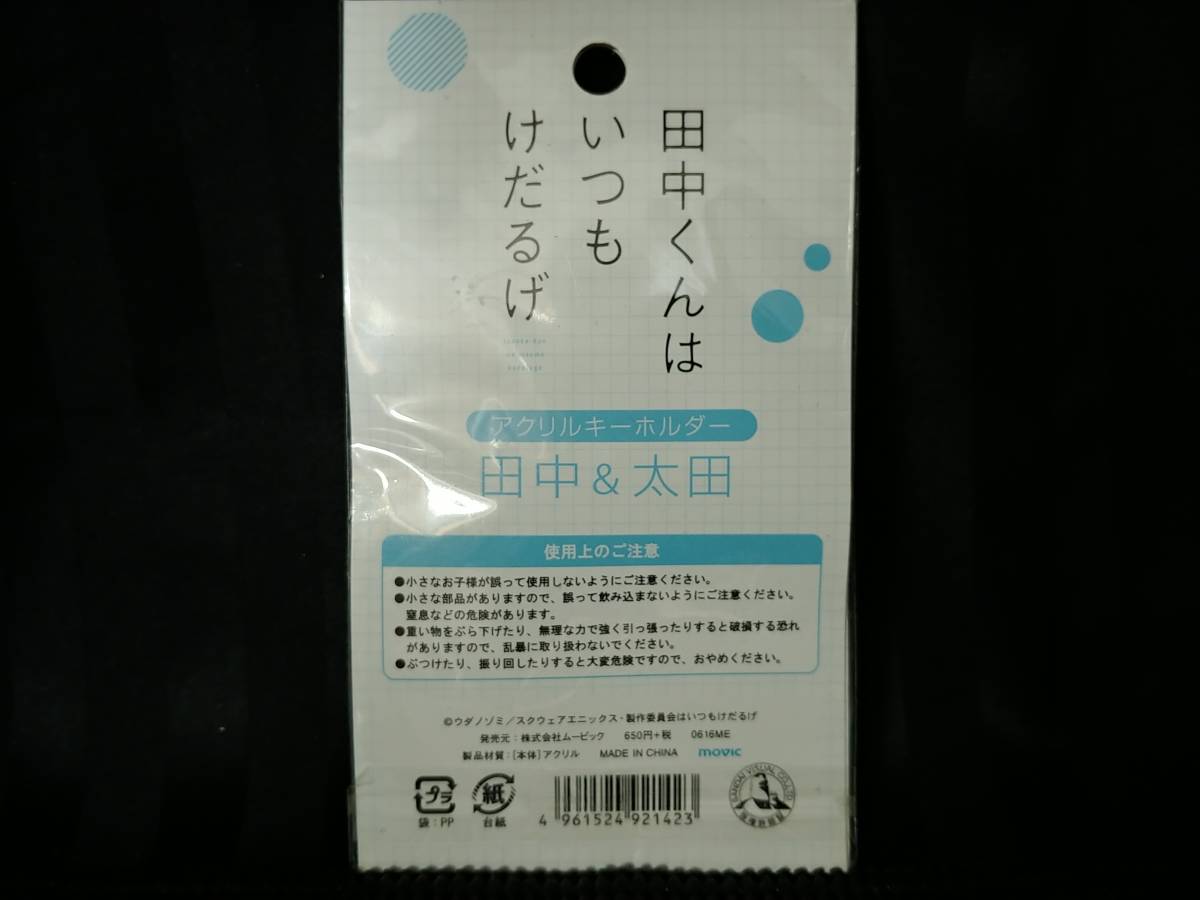 田中くんは
いつも
けだるげ
アクリルキーホルダー
田中&太田
使用上のご注意
●小さなお子様が誤って使用しないようにご注意ください。
●小さな部品がありますので、誤って飲み込まないようにご注意ください。
窒息などの危険があります。
●重い物をぶら下げたり、無理な力で強く引っ張ったりすると破損する恐れ
がありますので、乱暴に取り扱わないでください。
●ぶつけたり、振り回したりすると大変危険ですので、おやめください。
©ウダノゾミ/スクウェアエニックス・製作委員会はいつもけだるげ
発売元:株式会社ムービック 650円+税 0616ME
製品材質:[本体]アクリル MADE IN CHINA movic
プラ
袋:PP
紙
台紙
4 961524 921423
BANDAI VISUAL CO.,LTD.